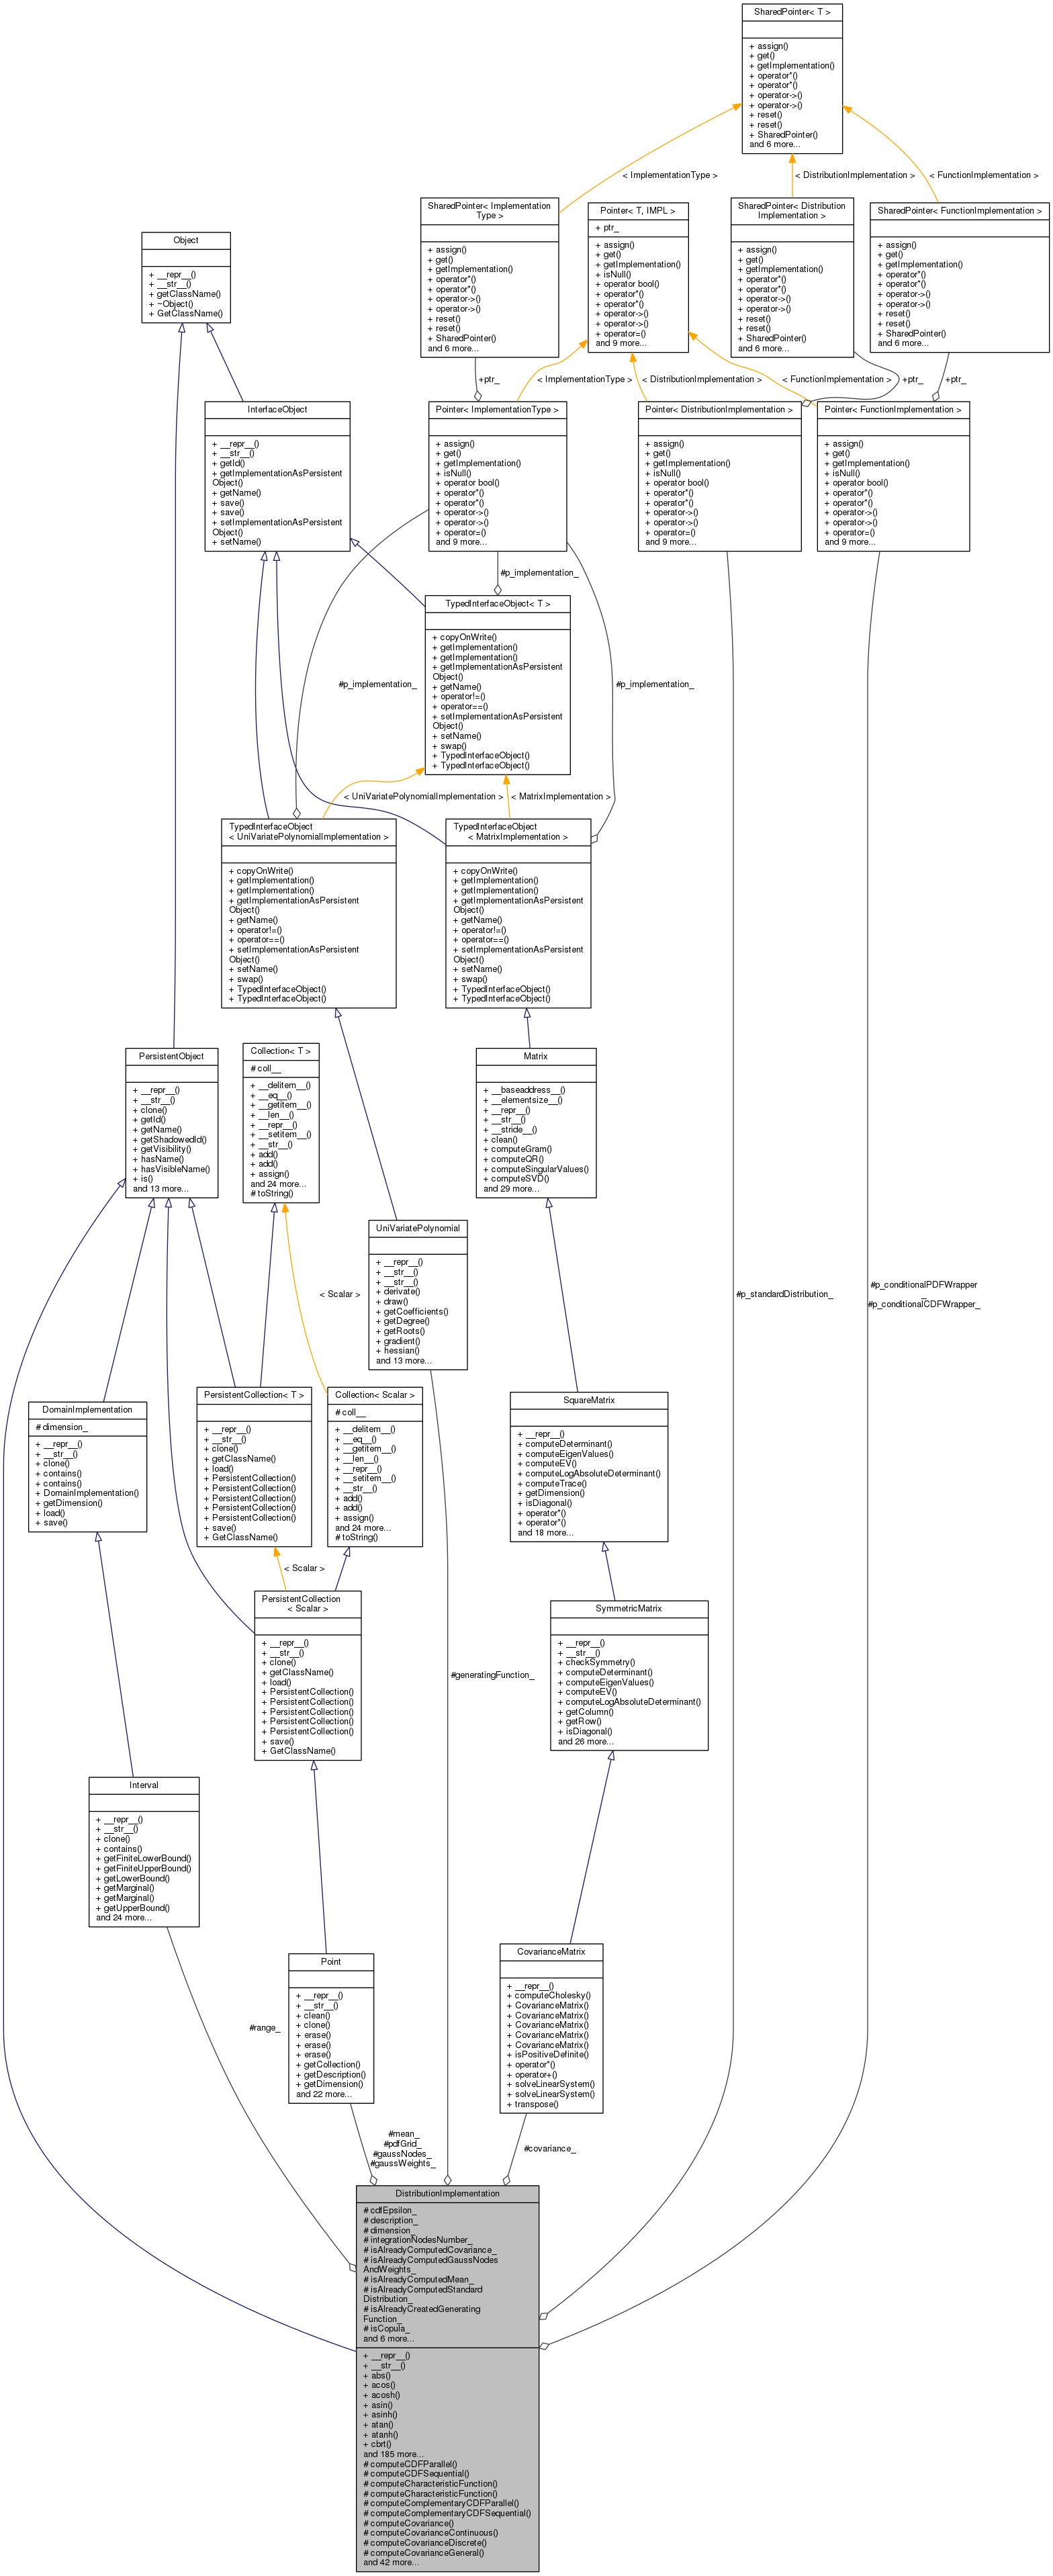 SharedPointer< T >
+ assign()
+ get()
+ getImplementation()
+ operator*()
+ operator*()
+ operator->()
+ operator->()
+ reset()
+ reset()
+ SharedPointer()
and 6 more...
< ImplementationType >
< DistributionImplementation >
< FunctionImplementation >
SharedPointer< Implementation
Type >
+ assign()
+ get()
+ getImplementation()
+ operator*()
+ operator*()
+ operator->()
+ operator->()
+ reset()
+ reset()
+ SharedPointer()
and 6 more...
Pointer< T, IMPL >
+ ptr_
+ assign()
+ get()
+ getImplementation()
+ isNull()
+ operator bool()
+ operator*()
+ operator*()
+ operator->()
+ operator->()
+ operator=()
and 9 more...
SharedPointer< Distribution
Implementation >
+ assign()
+ get()
+ getImplementation()
+ operator*()
+ operator*()
+ operator->()
+ operator->()
+ reset()
+ reset()
+ SharedPointer()
and 6 more...
SharedPointer< FunctionImplementation >
+ assign()
+ get()
+ getImplementation()
+ operator*()
+ operator*()
+ operator->()
+ operator->()
+ reset()
+ reset()
+ SharedPointer()
and 6 more...
Object
+ __repr__()
+ __str__()
+ getClassName()
+ ~Object()
+ GetClassName()
+ptr_
< ImplementationType >
< DistributionImplementation >
< FunctionImplementation >
+ptr_
+ptr_
InterfaceObject
+ __repr__()
+ __str__()
+ getId()
+ getImplementationAsPersistent
Object()
+ getName()
+ save()
+ save()
+ setImplementationAsPersistent
Object()
+ setName()
Pointer< ImplementationType >
+ assign()
+ get()
+ getImplementation()
+ isNull()
+ operator bool()
+ operator*()
+ operator*()
+ operator->()
+ operator->()
+ operator=()
and 9 more...
Pointer< DistributionImplementation >
+ assign()
+ get()
+ getImplementation()
+ isNull()
+ operator bool()
+ operator*()
+ operator*()
+ operator->()
+ operator->()
+ operator=()
and 9 more...
Pointer< FunctionImplementation >
+ assign()
+ get()
+ getImplementation()
+ isNull()
+ operator bool()
+ operator*()
+ operator*()
+ operator->()
+ operator->()
+ operator=()
and 9 more...
#p_implementation_
TypedInterfaceObject< T >
+ copyOnWrite()
+ getImplementation()
+ getImplementation()
+ getImplementationAsPersistent
Object()
+ getName()
+ operator!=()
+ operator==()
+ setImplementationAsPersistent
Object()
+ setName()
+ swap()
+ TypedInterfaceObject()
+ TypedInterfaceObject()
#p_implementation_
#p_implementation_
< UniVariatePolynomialImplementation >
< MatrixImplementation >
TypedInterfaceObject
< UniVariatePolynomialImplementation >
+ copyOnWrite()
+ getImplementation()
+ getImplementation()
+ getImplementationAsPersistent
Object()
+ getName()
+ operator!=()
+ operator==()
+ setImplementationAsPersistent
Object()
+ setName()
+ swap()
+ TypedInterfaceObject()
+ TypedInterfaceObject()
TypedInterfaceObject
< MatrixImplementation >
+ copyOnWrite()
+ getImplementation()
+ getImplementation()
+ getImplementationAsPersistent
Object()
+ getName()
+ operator!=()
+ operator==()
+ setImplementationAsPersistent
Object()
+ setName()
+ swap()
+ TypedInterfaceObject()
+ TypedInterfaceObject()
PersistentObject
+ __repr__()
+ __str__()
+ clone()
+ getId()
+ getName()
+ getShadowedId()
+ getVisibility()
+ hasName()
+ hasVisibleName()
+ is()
and 13 more...
Collection< T >
# coll__
+ __delitem__()
+ __eq__()
+ __getitem__()
+ __len__()
+ __repr__()
+ __setitem__()
+ __str__()
+ add()
+ add()
+ assign()
and 24 more...
# toString()
Matrix
+ __baseaddress__()
+ __elementsize__()
+ __repr__()
+ __str__()
+ __stride__()
+ clean()
+ computeGram()
+ computeQR()
+ computeSingularValues()
+ computeSVD()
and 29 more...
UniVariatePolynomial
+ __repr__()
+ __str__()
+ __str__()
+ derivate()
+ draw()
+ getCoefficients()
+ getDegree()
+ getRoots()
+ gradient()
+ hessian()
and 13 more...
< Scalar >
#p_standardDistribution_
#p_conditionalPDFWrapper
_
#p_conditionalCDFWrapper_
DomainImplementation
# dimension_
+ __repr__()
+ __str__()
+ clone()
+ contains()
+ contains()
+ DomainImplementation()
+ getDimension()
+ load()
+ save()
PersistentCollection< T >
+ __repr__()
+ __str__()
+ clone()
+ getClassName()
+ load()
+ PersistentCollection()
+ PersistentCollection()
+ PersistentCollection()
+ PersistentCollection()
+ PersistentCollection()
+ save()
+ GetClassName()
Collection< Scalar >
# coll__
+ __delitem__()
+ __eq__()
+ __getitem__()
+ __len__()
+ __repr__()
+ __setitem__()
+ __str__()
+ add()
+ add()
+ assign()
and 24 more...
# toString()
SquareMatrix
+ __repr__()
+ computeDeterminant()
+ computeEigenValues()
+ computeEV()
+ computeLogAbsoluteDeterminant()
+ computeTrace()
+ getDimension()
+ isDiagonal()
+ operator*()
+ operator*()
and 18 more...
< Scalar >
PersistentCollection
< Scalar >
+ __repr__()
+ __str__()
+ clone()
+ getClassName()
+ load()
+ PersistentCollection()
+ PersistentCollection()
+ PersistentCollection()
+ PersistentCollection()
+ PersistentCollection()
+ save()
+ GetClassName()
#generatingFunction_
SymmetricMatrix
+ __repr__()
+ __str__()
+ checkSymmetry()
+ computeDeterminant()
+ computeEigenValues()
+ computeEV()
+ computeLogAbsoluteDeterminant()
+ getColumn()
+ getRow()
+ isDiagonal()
and 26 more...
Interval
+ __repr__()
+ __str__()
+ clone()
+ contains()
+ getFiniteLowerBound()
+ getFiniteUpperBound()
+ getLowerBound()
+ getMarginal()
+ getMarginal()
+ getUpperBound()
and 24 more...
Point
+ __repr__()
+ __str__()
+ clean()
+ clone()
+ erase()
+ erase()
+ erase()
+ getCollection()
+ getDescription()
+ getDimension()
and 22 more...
CovarianceMatrix
+ __repr__()
+ computeCholesky()
+ CovarianceMatrix()
+ CovarianceMatrix()
+ CovarianceMatrix()
+ CovarianceMatrix()
+ CovarianceMatrix()
+ isPositiveDefinite()
+ operator*()
+ operator+()
+ solveLinearSystem()
+ solveLinearSystem()
+ transpose()
#range_
#mean_
#pdfGrid_
#gaussNodes_
#gaussWeights_
#covariance_
DistributionImplementation
# cdfEpsilon_
# description_
# dimension_
# integrationNodesNumber_
# isAlreadyComputedCovariance_
# isAlreadyComputedGaussNodes
AndWeights_
# isAlreadyComputedMean_
# isAlreadyComputedStandard
Distribution_
# isAlreadyCreatedGenerating
Function_
# isCopula_
and 6 more...
+ __repr__()
+ __str__()
+ abs()
+ acos()
+ acosh()
+ asin()
+ asinh()
+ atan()
+ atanh()
+ cbrt()
and 185 more...
# computeCDFParallel()
# computeCDFSequential()
# computeCharacteristicFunction()
# computeCharacteristicFunction()
# computeComplementaryCDFParallel()
# computeComplementaryCDFSequential()
# computeCovariance()
# computeCovarianceContinuous()
# computeCovarianceDiscrete()
# computeCovarianceGeneral()
and 42 more...